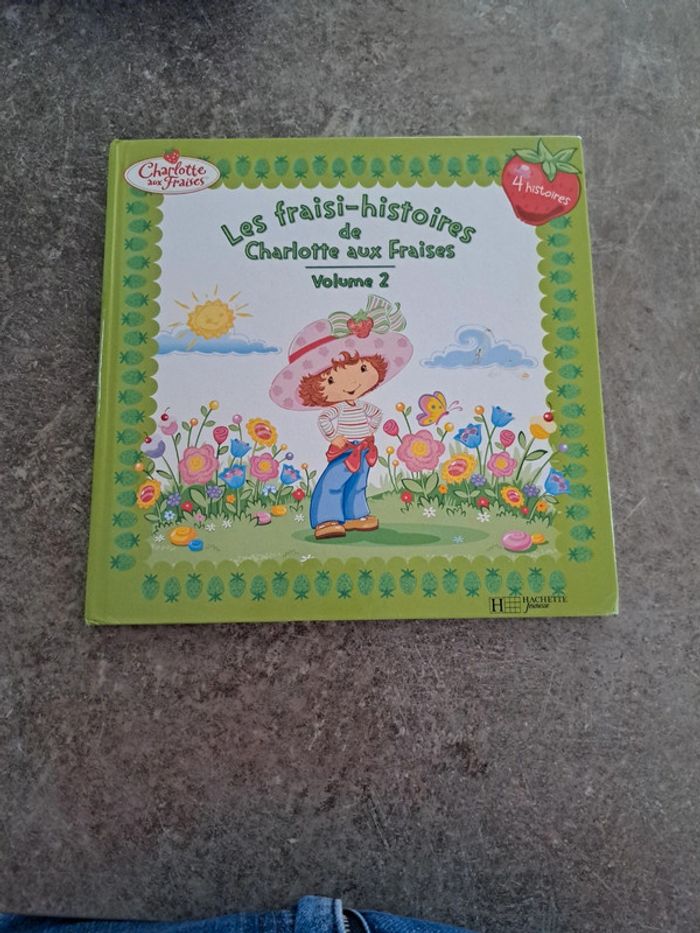 Charlotte
aux Fraises
4 histoires
Les fraisi-histoires
de
Charlotte aux Fraises
Volume 2
H HACHETTE
Jeunesse